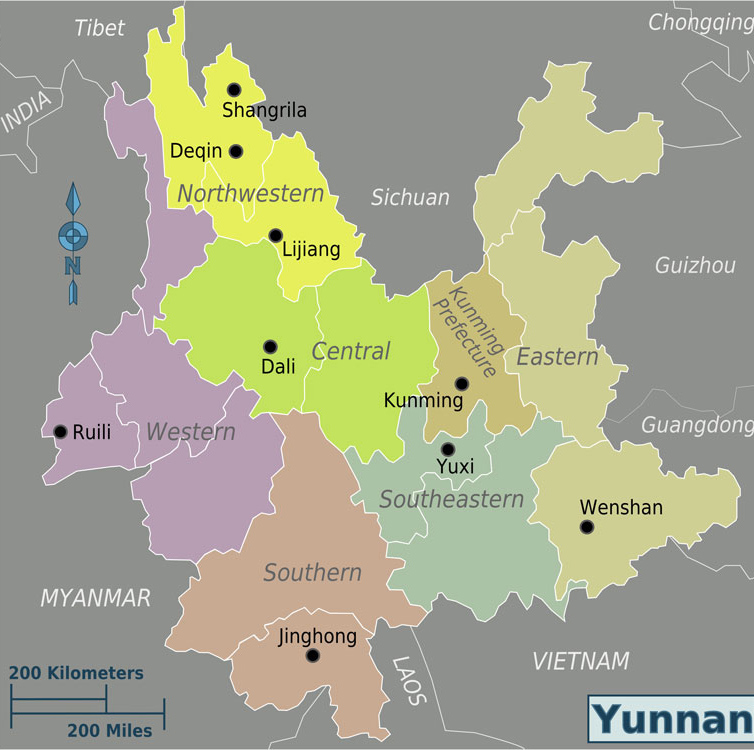 Tibet
Chongqing
INDIA
Shangrila
Deqin
Northwestern
Sichuan
N
Lijiang
Guizhou
Kunming
Prefecture
Central
Eastern
Dali
Kunming
Ruili
Western
Guangdong
Yuxi
Southeastern
Wenshan
Southern
MYANMAR
Jinghong
LAOS
VIETNAM
200 Kilometers
200 Miles
Yunnan